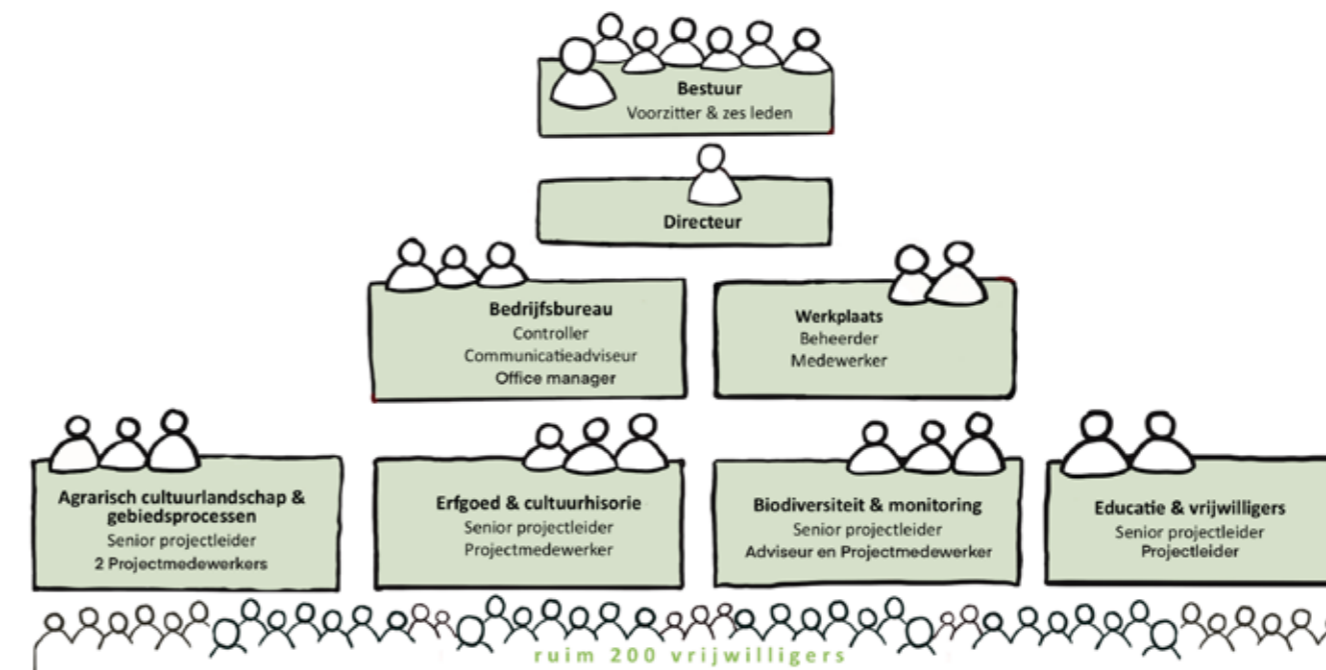 Bestuur
Voorzitter & zes leden
Directeur
Bedrijfsbureau
Controller
Communicatieadviseur
Office manager
Werkplaats
Beheerder
Medewerker
Agrarisch cultuurlandschap &
gebiedsprocessen
Senior projectleider
2 Projectmedewerkers
Erfgoed & cultuurhisorie
Senior projectleider
Projectmedewerker
Biodiversiteit & monitoring
Senior projectleider
Adviseur en Projectmedewerker
Educatie & vrijwilligers
Senior projectleider
Projectleider
ruim 200 vrijwilligers